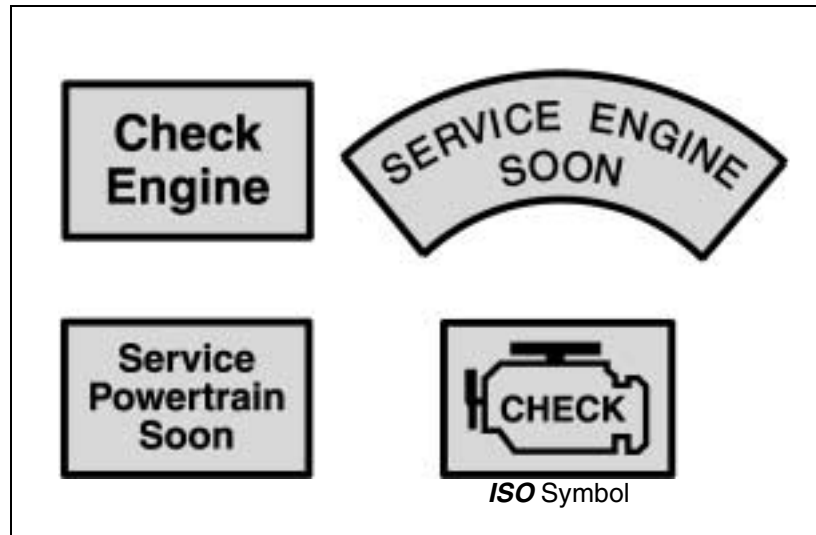 Check
Engine
SERVICE ENGINE
SOON
Service
Powertrain
Soon
CHECK
ISO Symbol